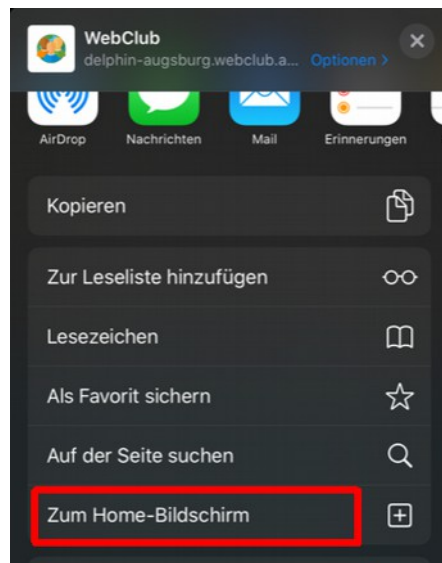 WebClub
delphin-augsburg.webclub.a... Optionen >
AirDrop Nachrichten Mail Erinnerungen
Kopieren
Zur Leseliste hinzufügen
Lesezeichen
Als Favorit sichern
Auf der Seite suchen
Zum Home-Bildschirm